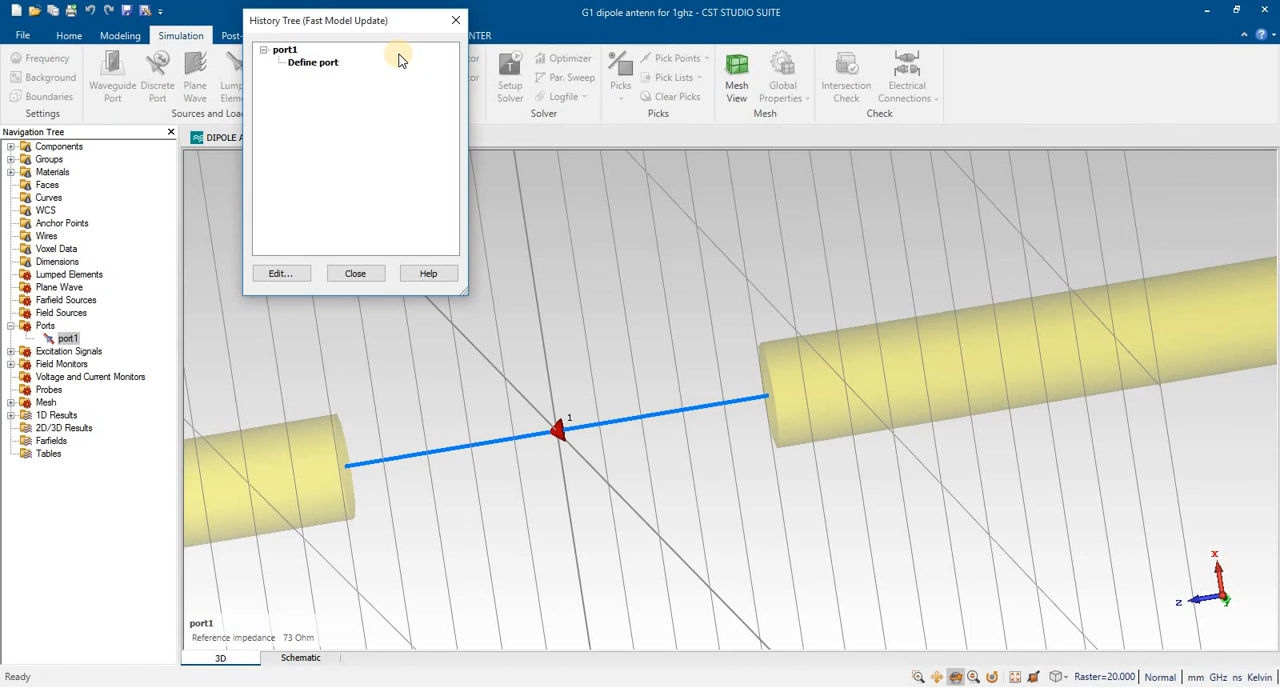 G1 dipole antenn for 1ghz - CST STUDIO SUITE
File
Home
Modeling
Simulation
Post-
NTER
Frequency
Background
Boundaries
Settings
Waveguide
Port
Discrete
Port
Plane
Wave
Lump
Elem
Sources and Loa
tor
tor
Setup
Solver
Optimizer
Par. Sweep
Logfile
Solver
Picks
Pick Points
Pick Lists
Clear Picks
Picks
Mesh
View
Global
Properties
Mesh
Intersection
Check
Electrical
Connections
Check
History Tree (Fast Model Update)
port1
Define port
Edit...
Close
Help
Navigation Tree
DIPOLE A
Components
Groups
Materials
Faces
Curves
WCS
Anchor Points
Wires
Voxel Data
Dimensions
Lumped Elements
Plane Wave
Farfield Sources
Field Sources
Ports
port1
Excitation Signals
Field Monitors
Voltage and Current Monitors
Probes
Mesh
1D Results
2D/3D Results
Farfields
Tables
1
x
z
y
port1
Reference impedance 73 Ohm
3D
Schematic
Ready
Raster=20.000
Normal
mm GHz ns Kelvin